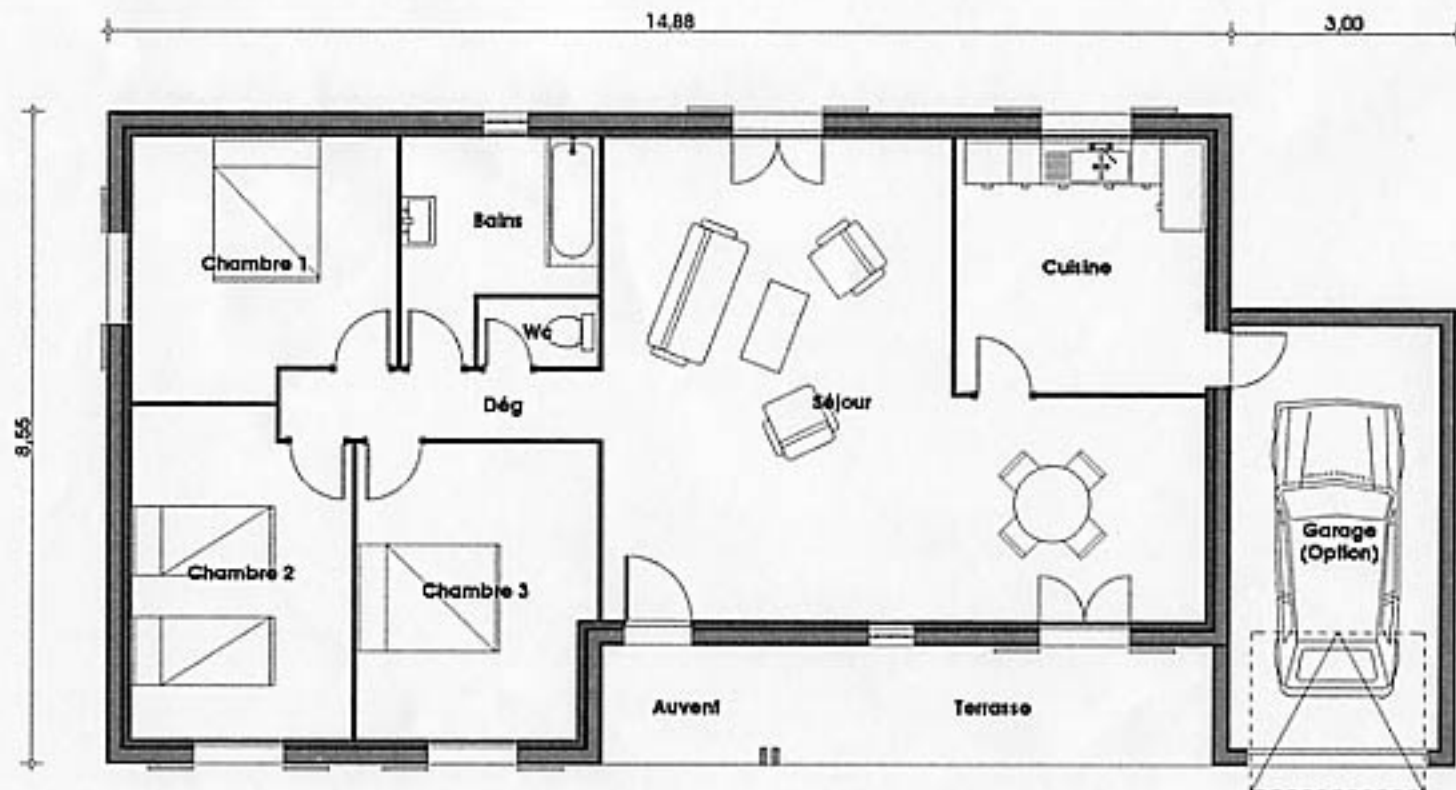 14,88
3,00
8,55
Chambre 1
Bains
Wc
Dég
Séjour
Cuisine
Chambre 2
Chambre 3
Garage
(Option)
Auvent
Terrasse